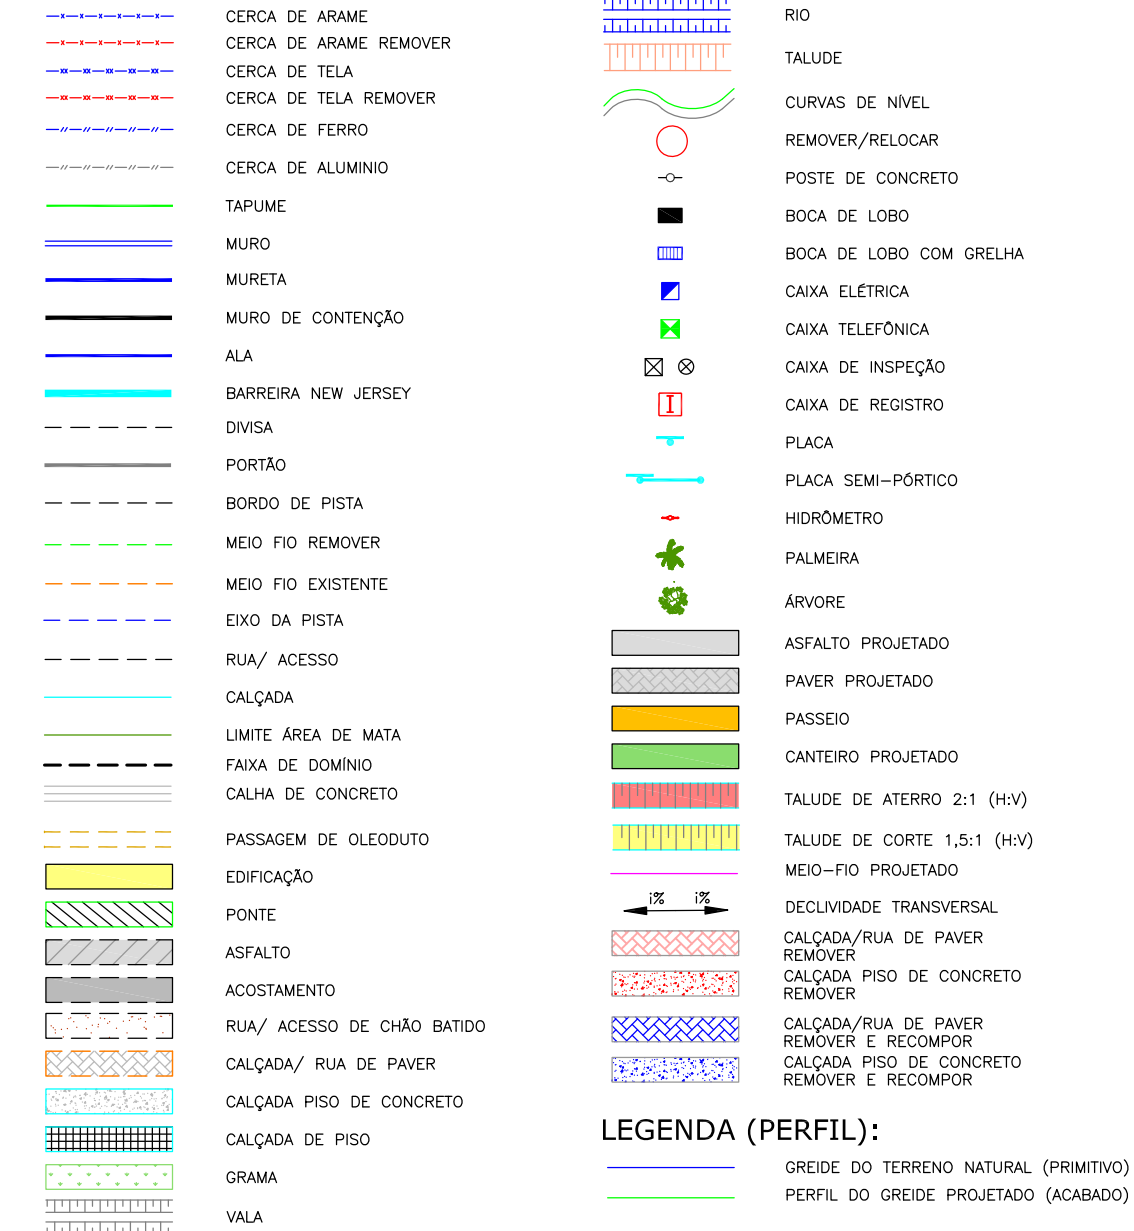 CERCA DE ARAME
CERCA DE ARAME REMOVER
CERCA DE TELA
CERCA DE TELA REMOVER
CERCA DE FERRO
CERCA DE ALUMINIO
TAPUME
MURO
MURETA
MURO DE CONTENÇÃO
ALA
BARREIRA NEW JERSEY
DIVISA
PORTÃO
BORDO DE PISTA
MEIO FIO REMOVER
MEIO FIO EXISTENTE
EIXO DA PISTA
RUA/ ACESSO
CALÇADA
LIMITE ÁREA DE MATA
FAIXA DE DOMÍNIO
CALHA DE CONCRETO
PASSAGEM DE OLEODUTO
EDIFICAÇÃO
PONTE
ASFALTO
ACOSTAMENTO
RUA/ ACESSO DE CHÃO BATIDO
CALÇADA/ RUA DE PAVER
CALÇADA PISO DE CONCRETO
CALÇADA DE PISO
GRAMA
VALA
RIO
TALUDE
CURVAS DE NÍVEL
REMOVER/RELOCAR
POSTE DE CONCRETO
BOCA DE LOBO
BOCA DE LOBO COM GRELHA
CAIXA ELÉTRICA
CAIXA TELEFÔNICA
CAIXA DE INSPEÇÃO
I CAIXA DE REGISTRO
PLACA
PLACA SEMI-PÓRTICO
HIDRÔMETRO
PALMEIRA
ÁRVORE
ASFALTO PROJETADO
PAVER PROJETADO
PASSEIO
CANTEIRO PROJETADO
TALUDE DE ATERRO 2:1 (H:V)
TALUDE DE CORTE 1,5:1 (H:V)
MEIO-FIO PROJETADO
i% i% DECLIVIDADE TRANSVERSAL
CALÇADA/RUA DE PAVER
REMOVER
CALÇADA PISO DE CONCRETO
REMOVER
CALÇADA/RUA DE PAVER
REMOVER E RECOMPOR
CALÇADA PISO DE CONCRETO
REMOVER E RECOMPOR
LEGENDA (PERFIL):
GREIDE DO TERRENO NATURAL (PRIMITIVO)
PERFIL DO GREIDE PROJETADO (ACABADO)